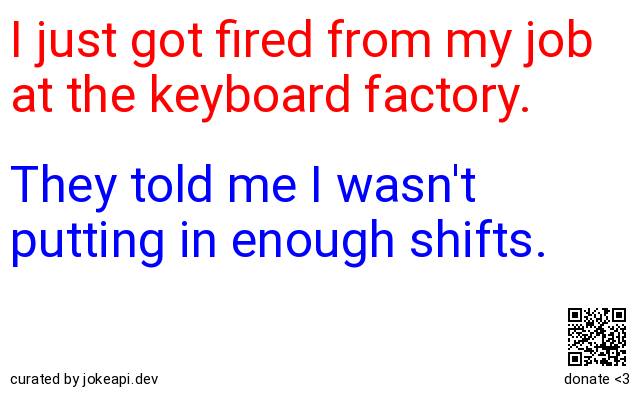 I just got fired from my job
at the keyboard factory.
They told me I wasn't
putting in enough shifts.
curated by jokeapi.dev
donate <3